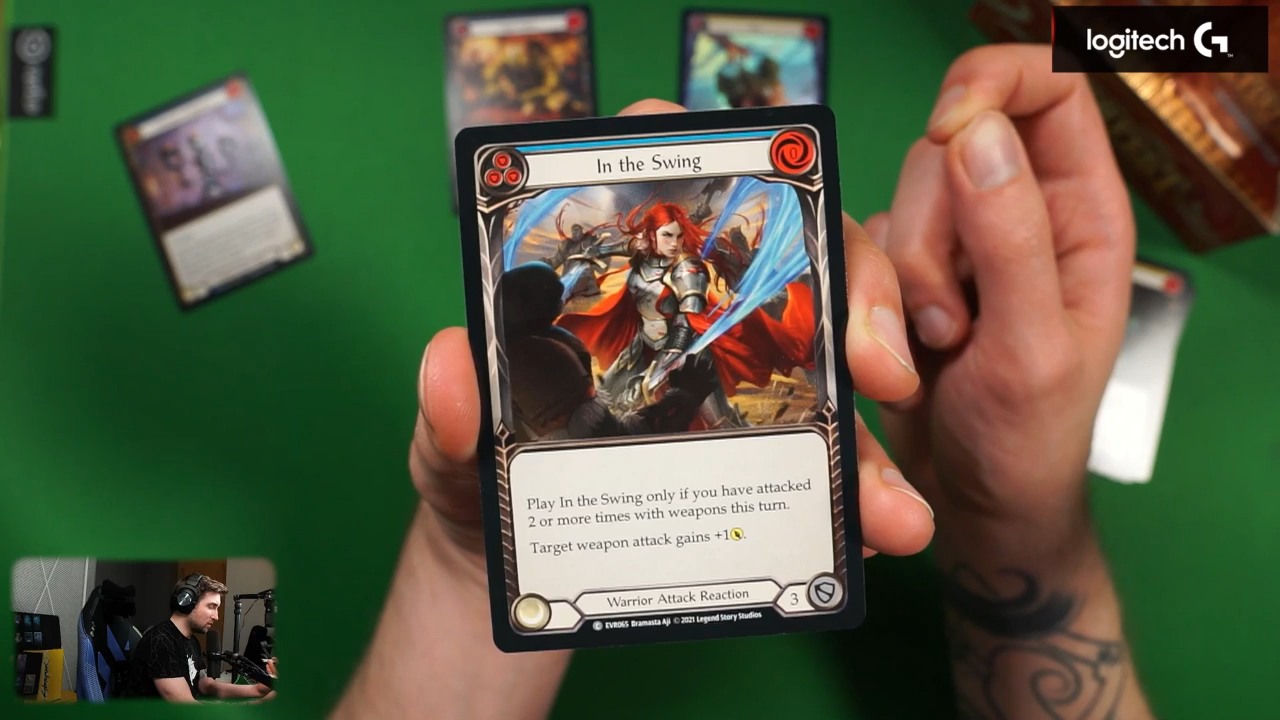 logitech G
In the Swing
0
Play In the Swing only if you have attacked
2 or more times with weapons this turn.
Target weapon attack gains +1
Warrior Attack Reaction
3
C EVR065 Bramasta Aji © 2021 Legend Story Studios